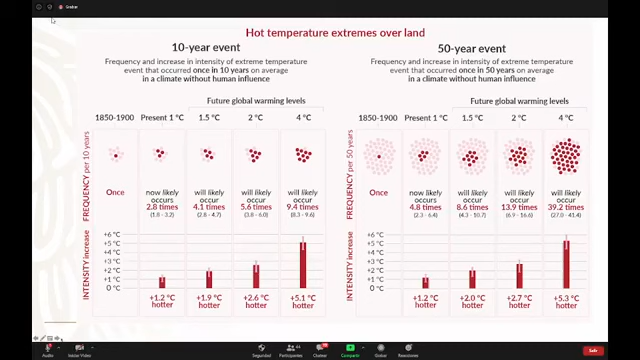 Grabar
Hot temperature extremes over land
10-year event
Frequency and increase in intensity of extreme temperature
event that occurred once in 10 years on average
in a climate without human influence
Future global warming levels
1850-1900 Present 1 °C 1.5 °C 2 °C 4 °C
FREQUENCY per 10 years
Once
now likely occurs 2.8 times (1.8 - 3.2)
will likely occur 4.1 times (2.8 - 4.7)
will likely occur 5.6 times (3.8 - 6.0)
will likely occur 9.4 times (8.3 - 9.6)
INTENSITY increase
+6 °C
+5 °C
+4 °C
+3 °C
+2 °C
+1 °C
0 °C
+1.2 °C hotter
+1.9 °C hotter
+2.6 °C hotter
+5.1 °C hotter
50-year event
Frequency and increase in intensity of extreme temperature
event that occurred once in 50 years on average
in a climate without human influence
Future global warming levels
1850-1900 Present 1 °C 1.5 °C 2 °C 4 °C
FREQUENCY per 50 years
Once
now likely occurs 4.8 times (2.3 - 6.4)
will likely occur 8.6 times (4.3 - 10.7)
will likely occur 13.9 times (6.9 - 16.6)
will likely occur 39.2 times (27.0 - 41.4)
INTENSITY increase
+6 °C
+5 °C
+4 °C
+3 °C
+2 °C
+1 °C
0 °C
+1.2 °C hotter
+2.0 °C hotter
+2.7 °C hotter
+5.3 °C hotter
Audio Iniciar Video Seguridad Participantes Chatear Compartir Grabar Reacciones Salir